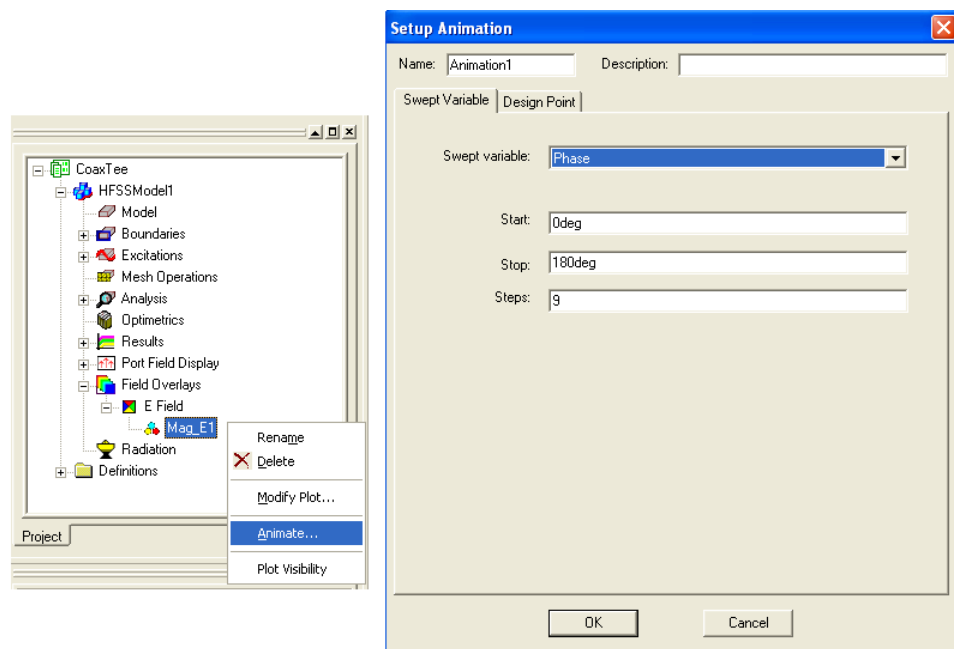 CoaxTee
HFSSModel1
Model
Boundaries
Excitations
Mesh Operations
Analysis
Optimetrics
Results
Port Field Display
Field Overlays
E Field
Mag_E1
Radiation
Definitions
Project
Rename
Delete
Modify Plot...
Animate...
Plot Visibility
Setup Animation
Name: Animation1 Description:
Swept Variable Design Point
Swept variable: Phase
Start: 0deg
Stop: 180deg
Steps: 9
OK Cancel